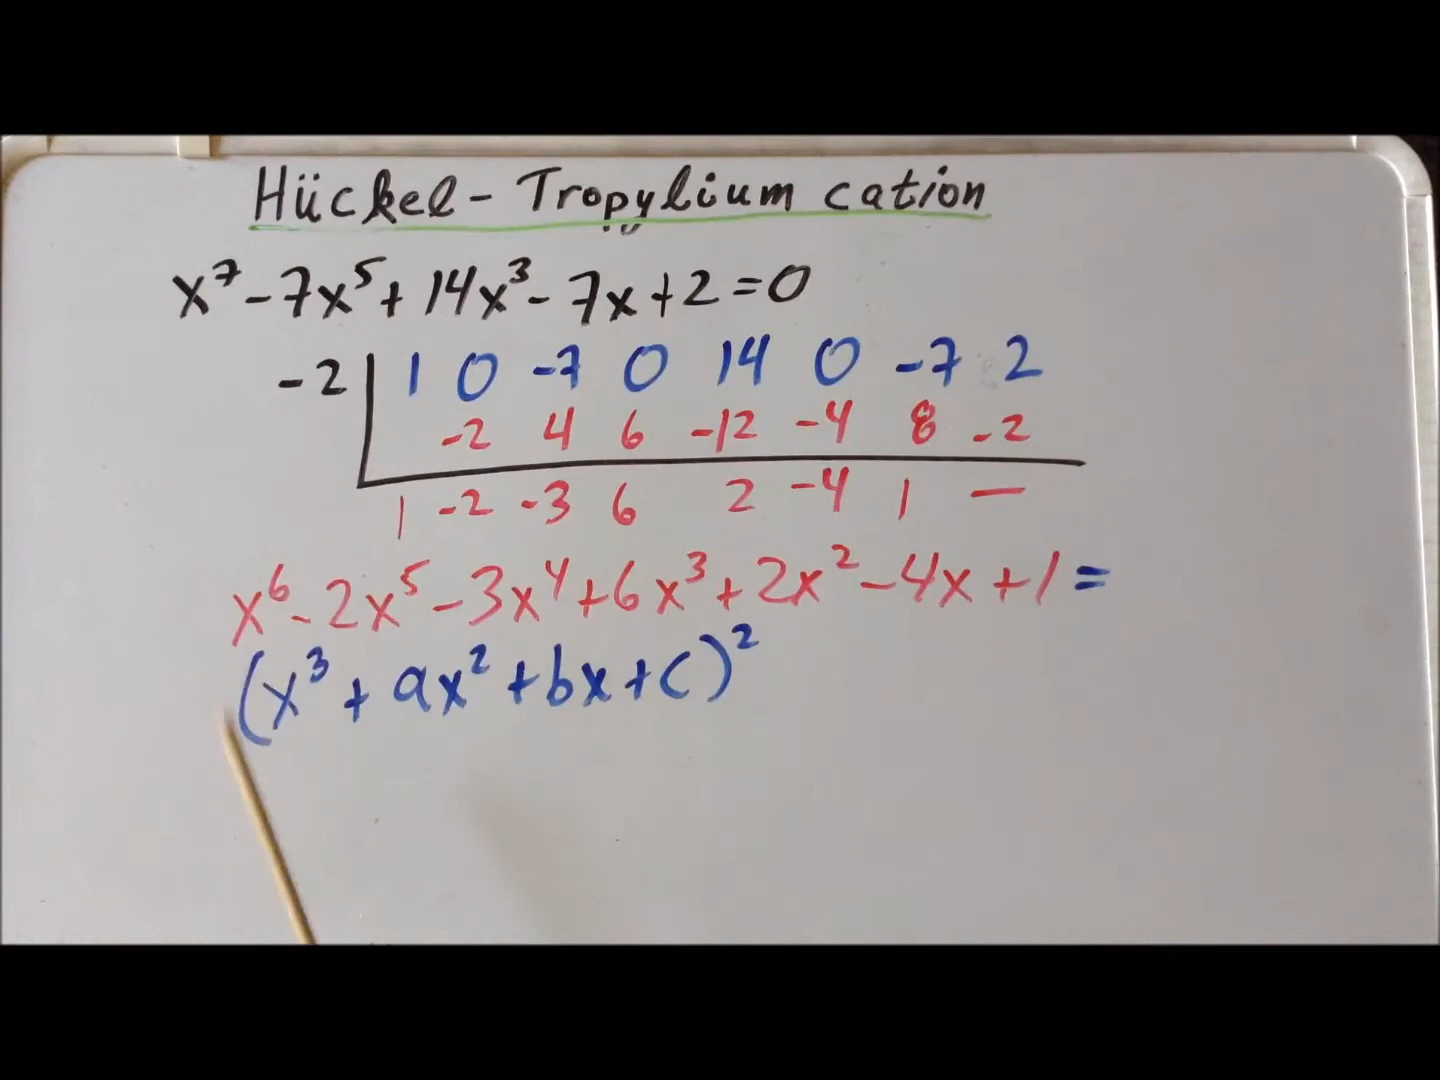 Hückel - Tropylium cation
x⁷ - 7x⁵ + 14x³ - 7x + 2 = 0
-2 | 1 0 -7 0 14 0 -7 2
-2 4 6 -12 -4 8 -2
1 -2 -3 6 2 -4 1 —
x⁶ - 2x⁵ - 3x⁴ + 6x³ + 2x² - 4x + 1 =
(x³ + ax² + bx + c)²